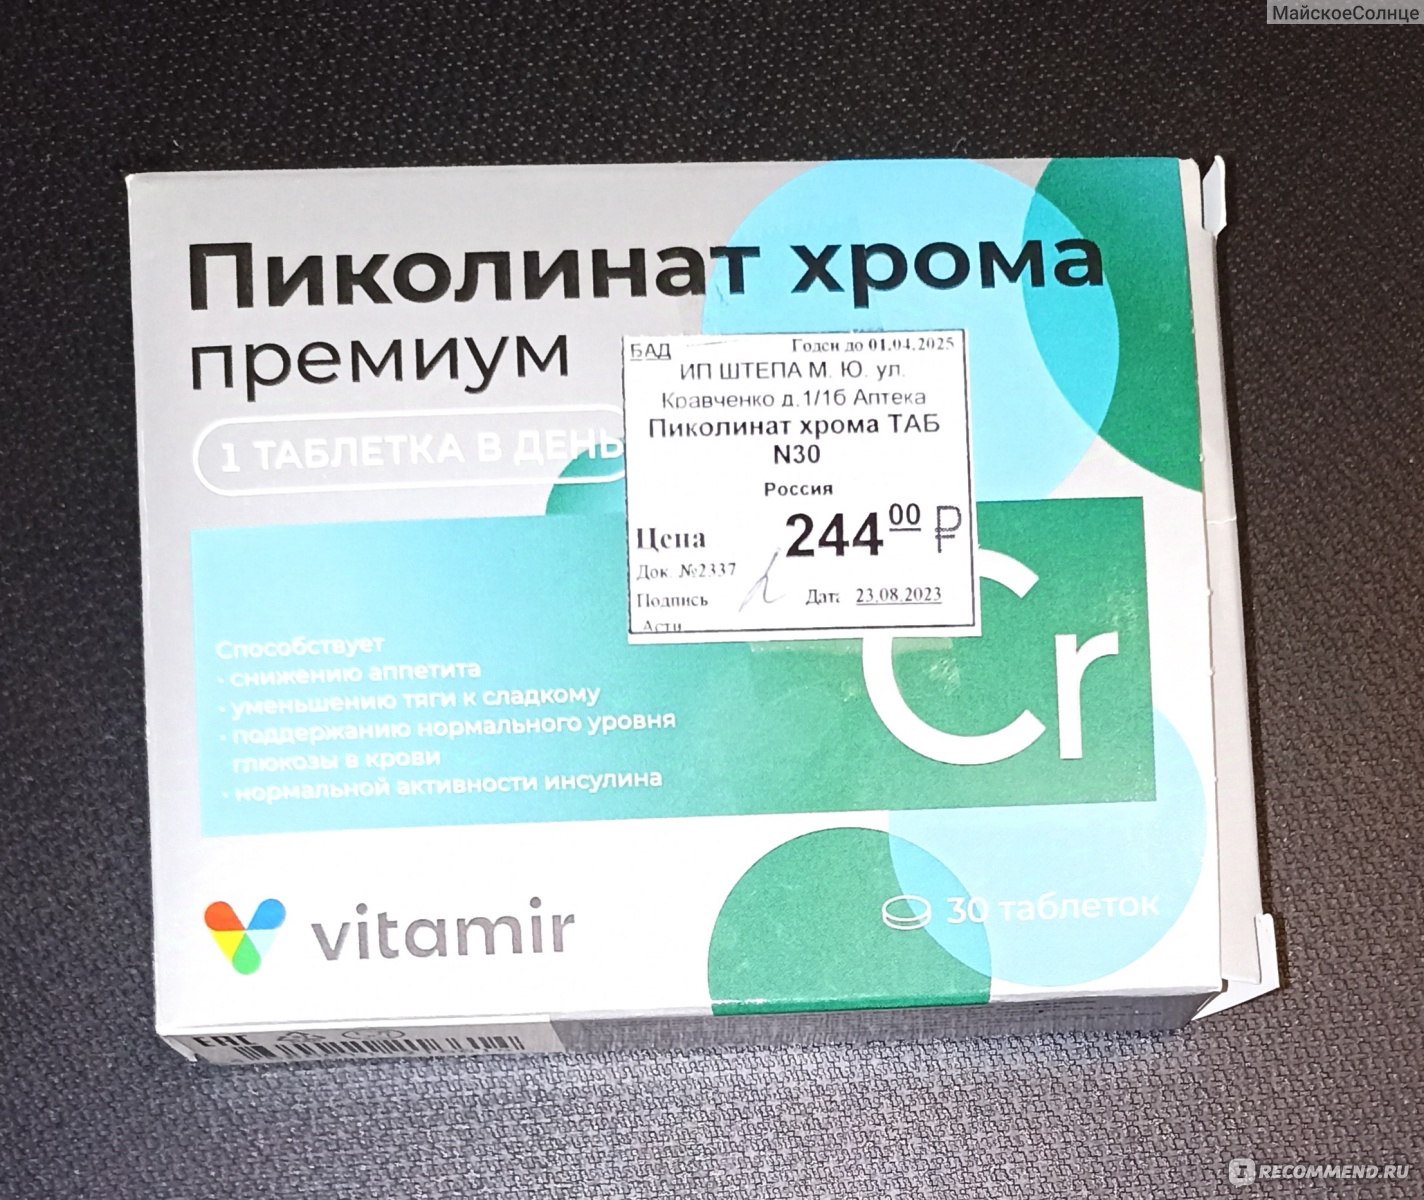 МайскоеСолнце
Пиколинат хрома
премиум
1 ТАБЛЕТКА В ДЕНЬ
БАД Годен до 01.04.2025
ИП ШТЕПА М. Ю. ул.
Кравченко д.1/1б Аптека
Пиколинат хрома ТАБ
N30
Россия
Цена 244 00 ₽
Док. №2337
Подпись Дата 23.08.2023
Cr
Способствует
· снижению аппетита
· уменьшению тяги к сладкому
· поддержанию нормального уровня
глюкозы в крови
· нормальной активности инсулина
vitamir
30 таблеток
EAC
IRECOMMEND.RU